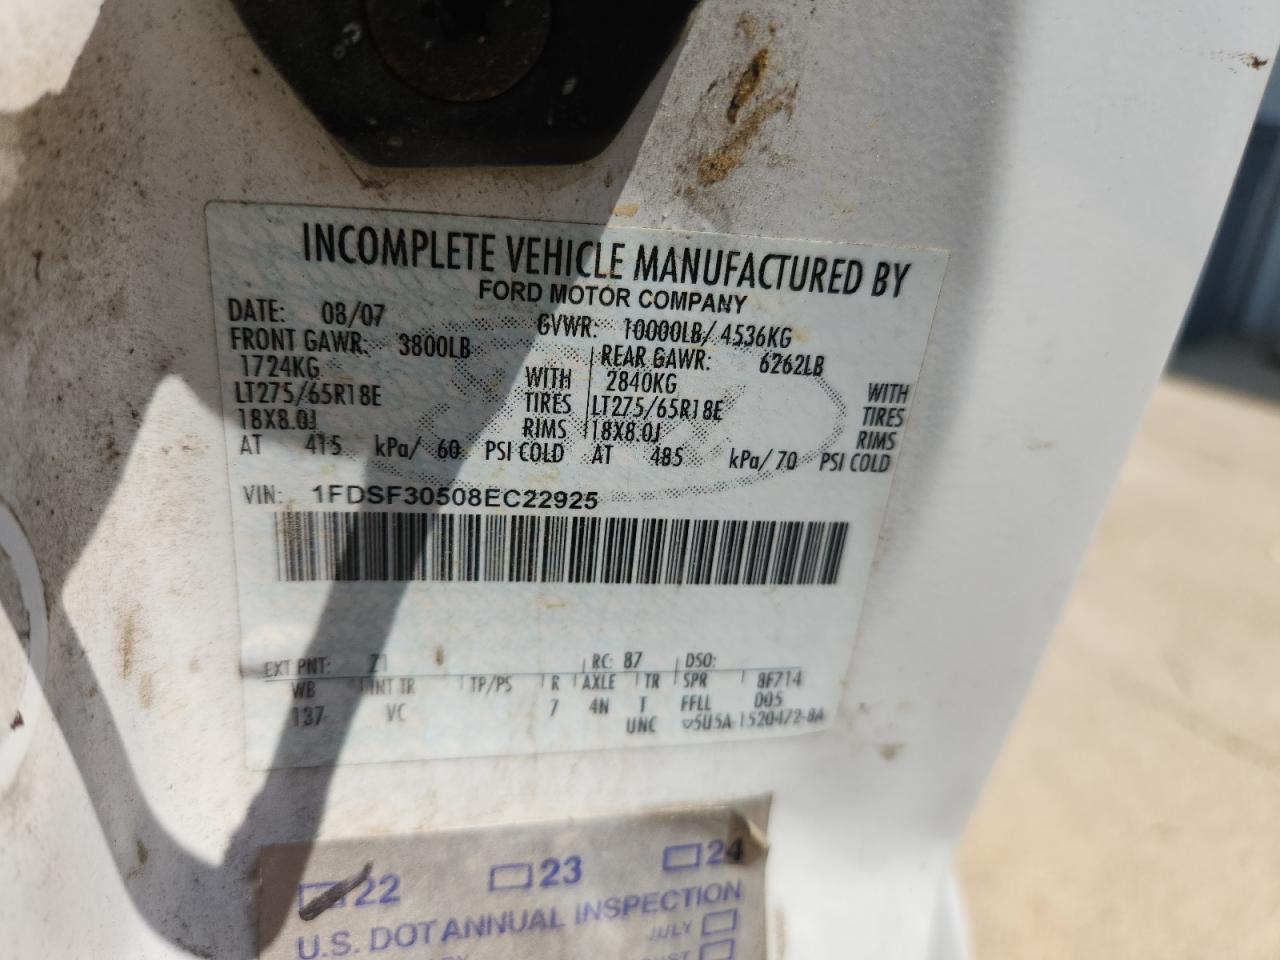 INCOMPLETE VEHICLE MANUFACTURED BY
FORD MOTOR COMPANY
DATE: 08/07 GVWR: 10000LB/ 4536KG
FRONT GAWR: 3800LB REAR GAWR: 6262LB
1724KG WITH 2840KG WITH
LT275/65R18E TIRES LT275/65R18E TIRES
18X8.0J RIMS 18X8.0J RIMS
AT 415 kPa/ 60 PSI COLD AT 485 kPa/ 70 PSI COLD
VIN: 1FDSF30508EC22925
EXT PNT: Z1 RC: 87 DSO:
WB INT TR TP/PS R AXLE TR SPR 8F714
137 VC 7 4N T FFLL D05
UNC 5U5A-1520472-8A
22 23 24
U.S. DOT ANNUAL INSPECTION
JULY